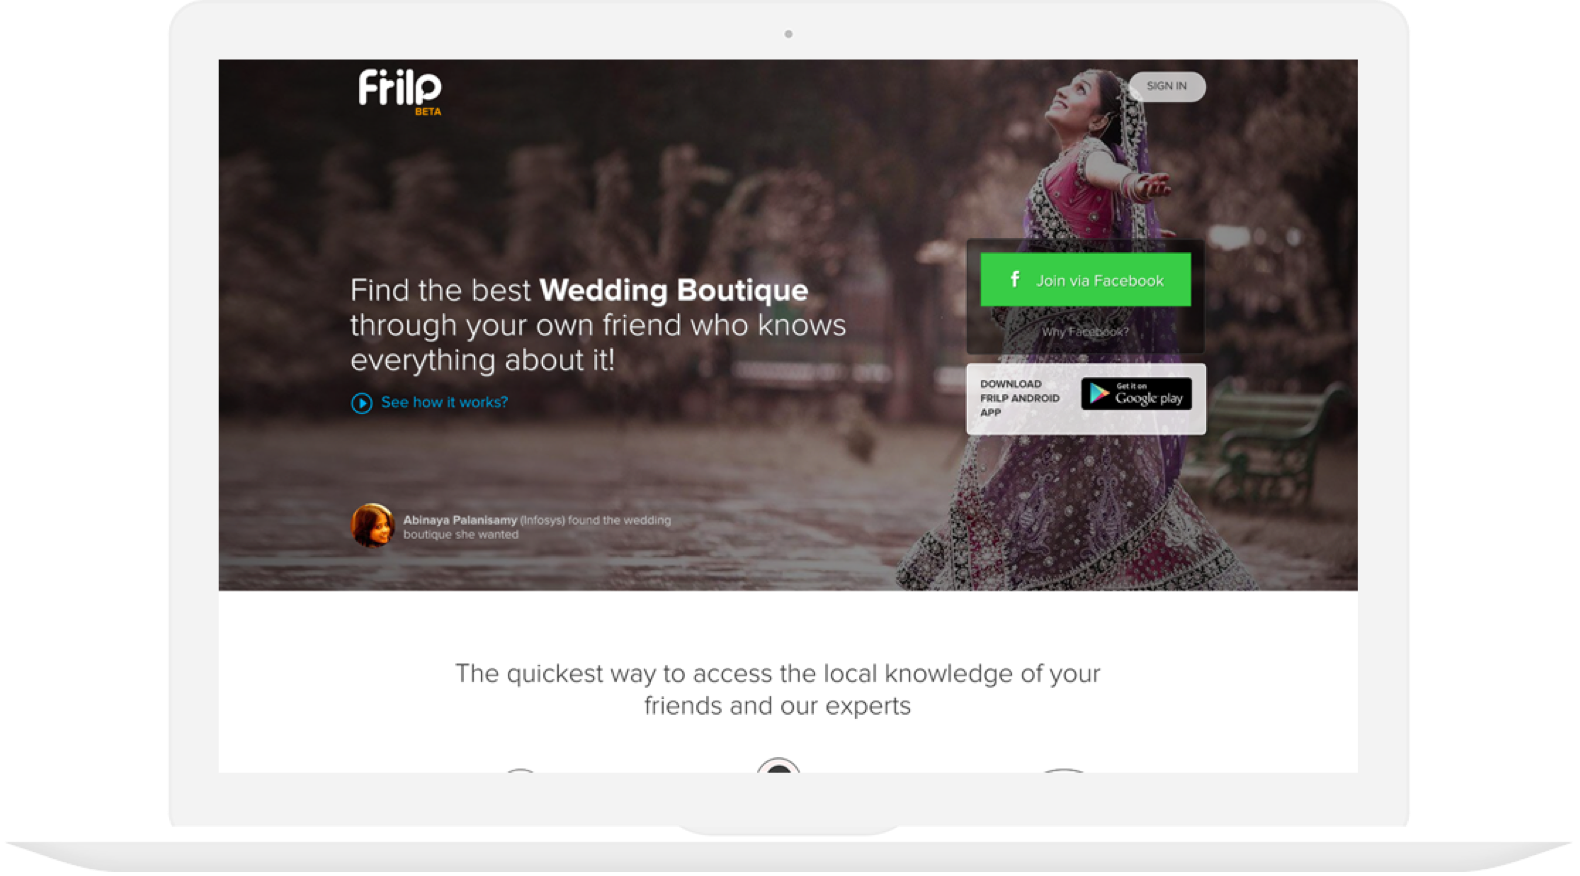 Frilp
BETA
SIGN IN
Find the best Wedding Boutique
through your own friend who knows
everything about it!
See how it works?
Join via Facebook
Why Facebook?
DOWNLOAD
FRILP ANDROID
APP
Get it on
Google play
Abinaya Palanisamy (Infosys) found the wedding
boutique she wanted
The quickest way to access the local knowledge of your
friends and our experts